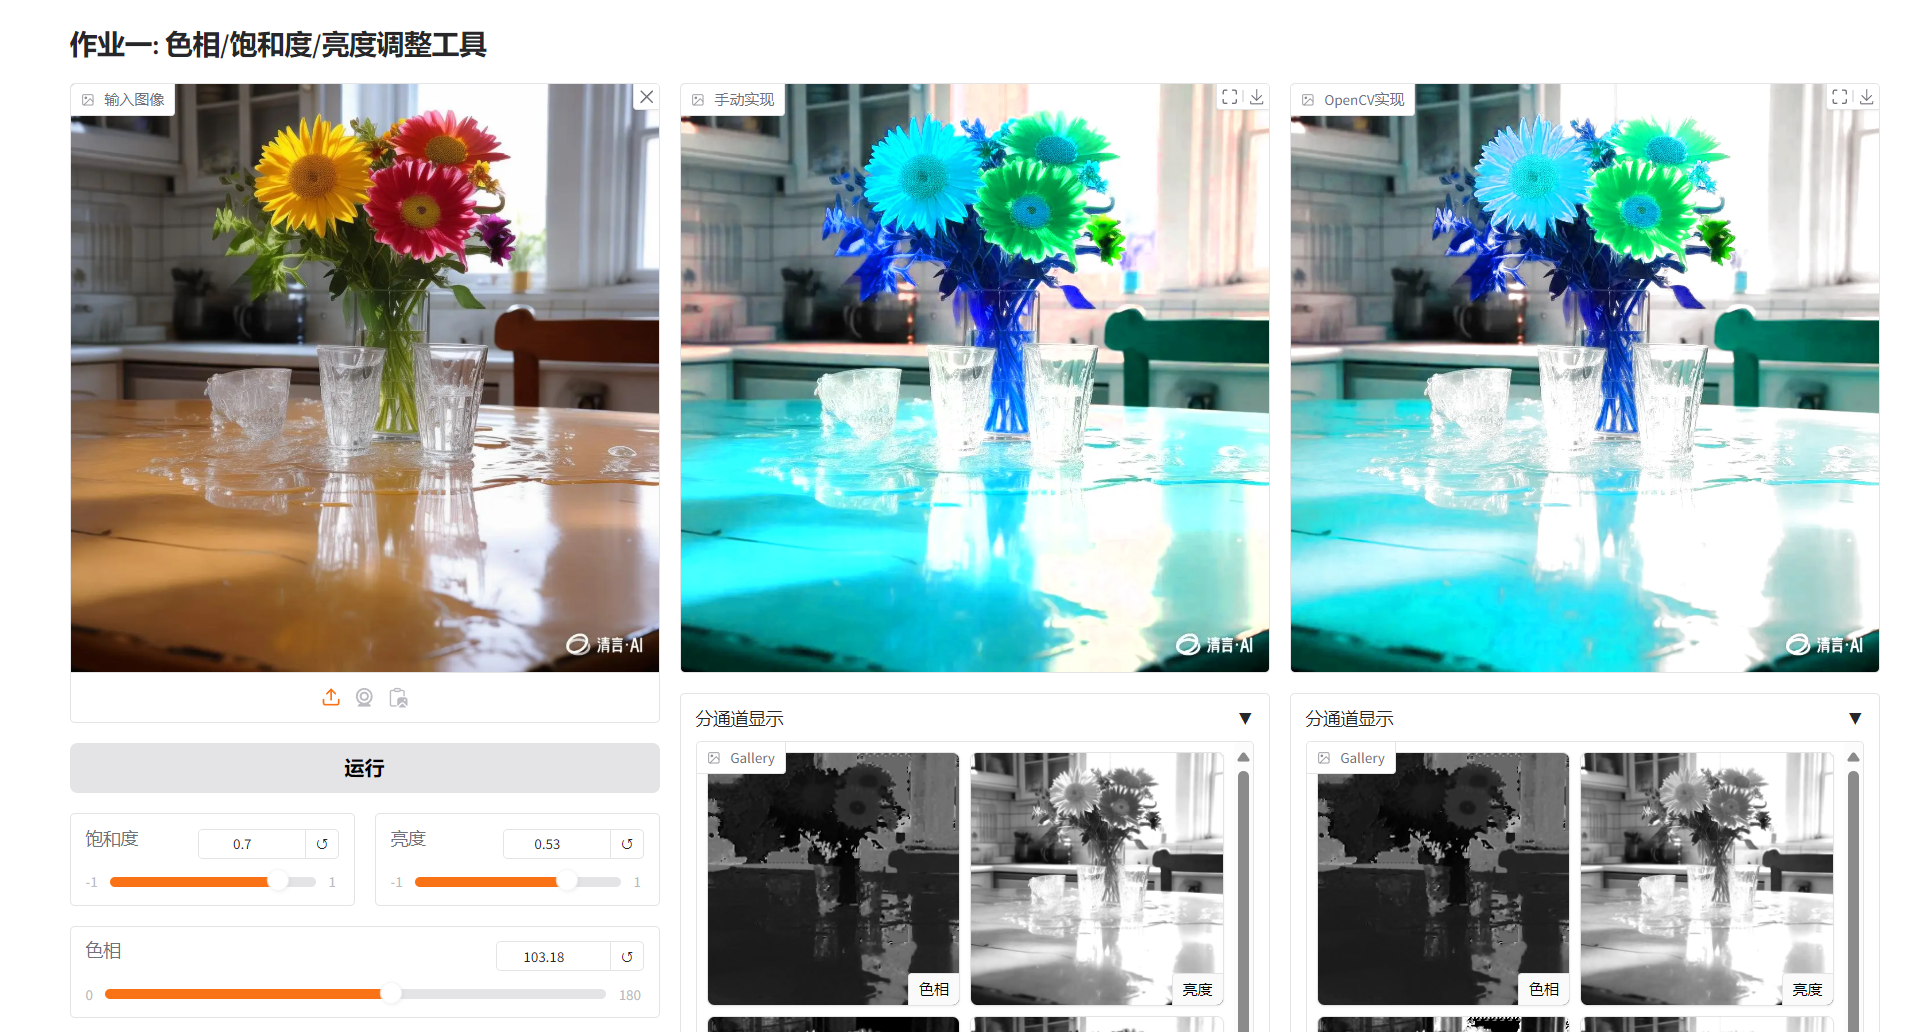 作业一: 色相/饱和度/亮度调整工具
输入图像
手动实现
OpenCV实现
清言·AI
清言·AI
清言·AI
运行
饱和度
0.7
-1
1
亮度
0.53
-1
1
色相
103.18
0
180
分通道显示
Gallery
色相
亮度
分通道显示
Gallery
色相
亮度